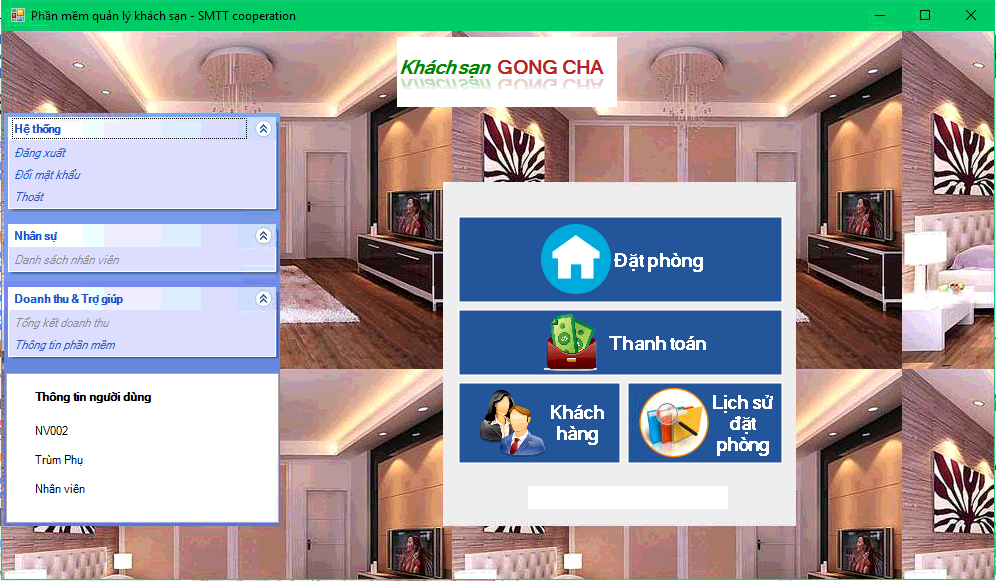 Phần mềm quản lý khách sạn - SMTT cooperation
Khách sạn GONG CHA
Hệ thống
Đăng xuất
Đổi mật khẩu
Thoát
Nhân sự
Danh sách nhân viên
Doanh thu & Trợ giúp
Tổng kết doanh thu
Thông tin phần mềm
Thông tin người dùng
NV002
Trùm Phụ
Nhân viên
Đặt phòng
Thanh toán
Khách
hàng
Lịch sử
đặt
phòng